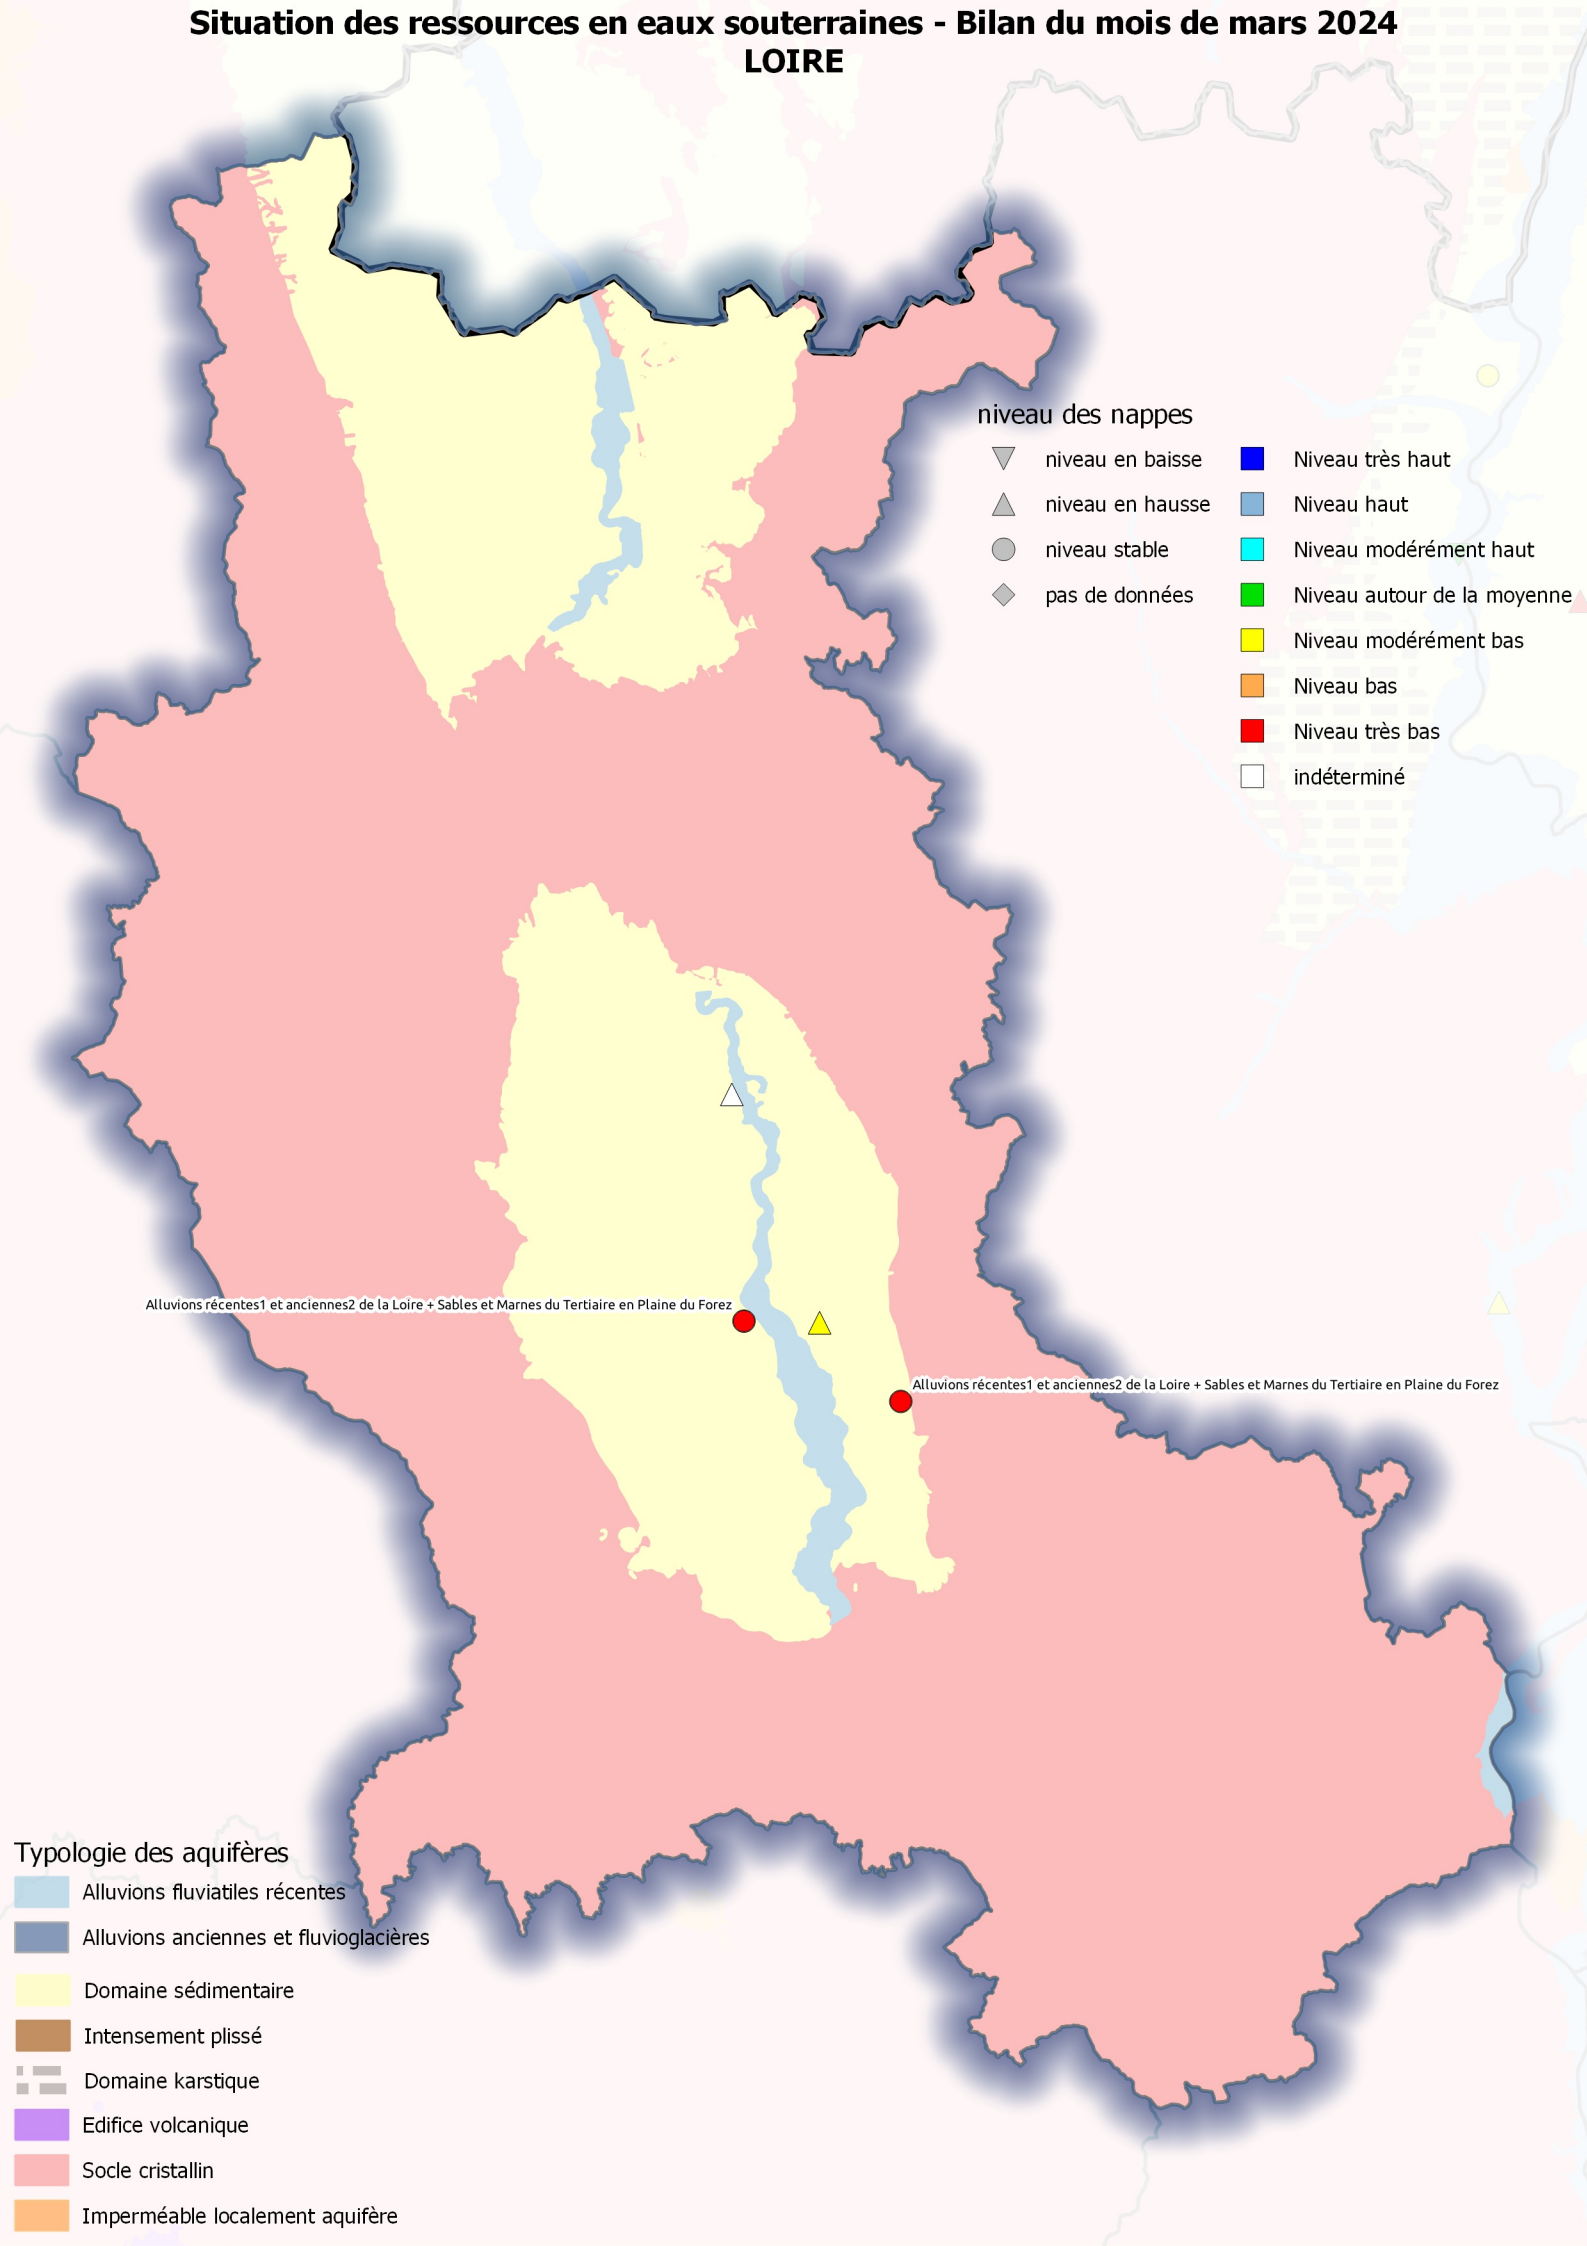 Situation des ressources en eaux souterraines - Bilan du mois de mars 2024
LOIRE
niveau des nappes
niveau en baisse
niveau en hausse
niveau stable
pas de données
Niveau très haut
Niveau haut
Niveau modérément haut
Niveau autour de la moyenne
Niveau modérément bas
Niveau bas
Niveau très bas
indéterminé
Alluvions récentes1 et anciennes2 de la Loire + Sables et Marnes du Tertiaire en Plaine du Forez
Alluvions récentes1 et anciennes2 de la Loire + Sables et Marnes du Tertiaire en Plaine du Forez
Typologie des aquifères
Alluvions fluviatiles récentes
Alluvions anciennes et fluvioglacières
Domaine sédimentaire
Intensement plissé
Domaine karstique
Edifice volcanique
Socle cristallin
Imperméable localement aquifère